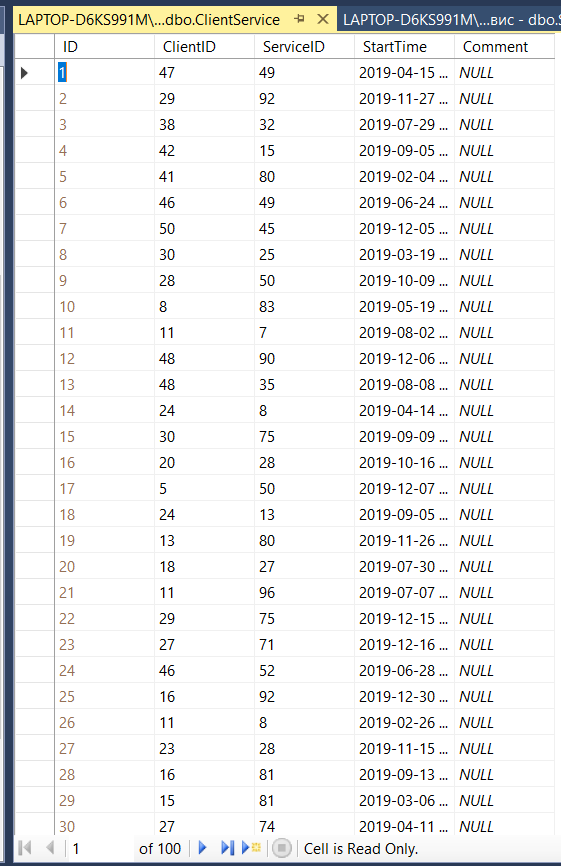 LAPTOP-D6KS991M\...dbo.ClientService LAPTOP-D6KS991M\...вис - dbo.S
ID ClientID ServiceID StartTime Comment
1 47 49 2019-04-15 ... NULL
2 29 92 2019-11-27 ... NULL
3 38 32 2019-07-29 ... NULL
4 42 15 2019-09-05 ... NULL
5 41 80 2019-02-04 ... NULL
6 46 49 2019-06-24 ... NULL
7 50 45 2019-12-05 ... NULL
8 30 25 2019-03-19 ... NULL
9 28 50 2019-10-09 ... NULL
10 8 83 2019-05-19 ... NULL
11 11 7 2019-08-02 ... NULL
12 48 90 2019-12-06 ... NULL
13 48 35 2019-08-08 ... NULL
14 24 8 2019-04-14 ... NULL
15 30 75 2019-09-09 ... NULL
16 20 28 2019-10-16 ... NULL
17 5 50 2019-12-07 ... NULL
18 24 13 2019-09-05 ... NULL
19 13 80 2019-11-26 ... NULL
20 18 27 2019-07-30 ... NULL
21 11 96 2019-07-07 ... NULL
22 29 75 2019-12-15 ... NULL
23 27 71 2019-12-16 ... NULL
24 46 52 2019-06-28 ... NULL
25 16 92 2019-12-30 ... NULL
26 11 8 2019-02-26 ... NULL
27 23 28 2019-11-15 ... NULL
28 16 81 2019-09-13 ... NULL
29 15 81 2019-03-06 ... NULL
30 27 74 2019-04-11 ... NULL
1 of 100 Cell is Read Only.